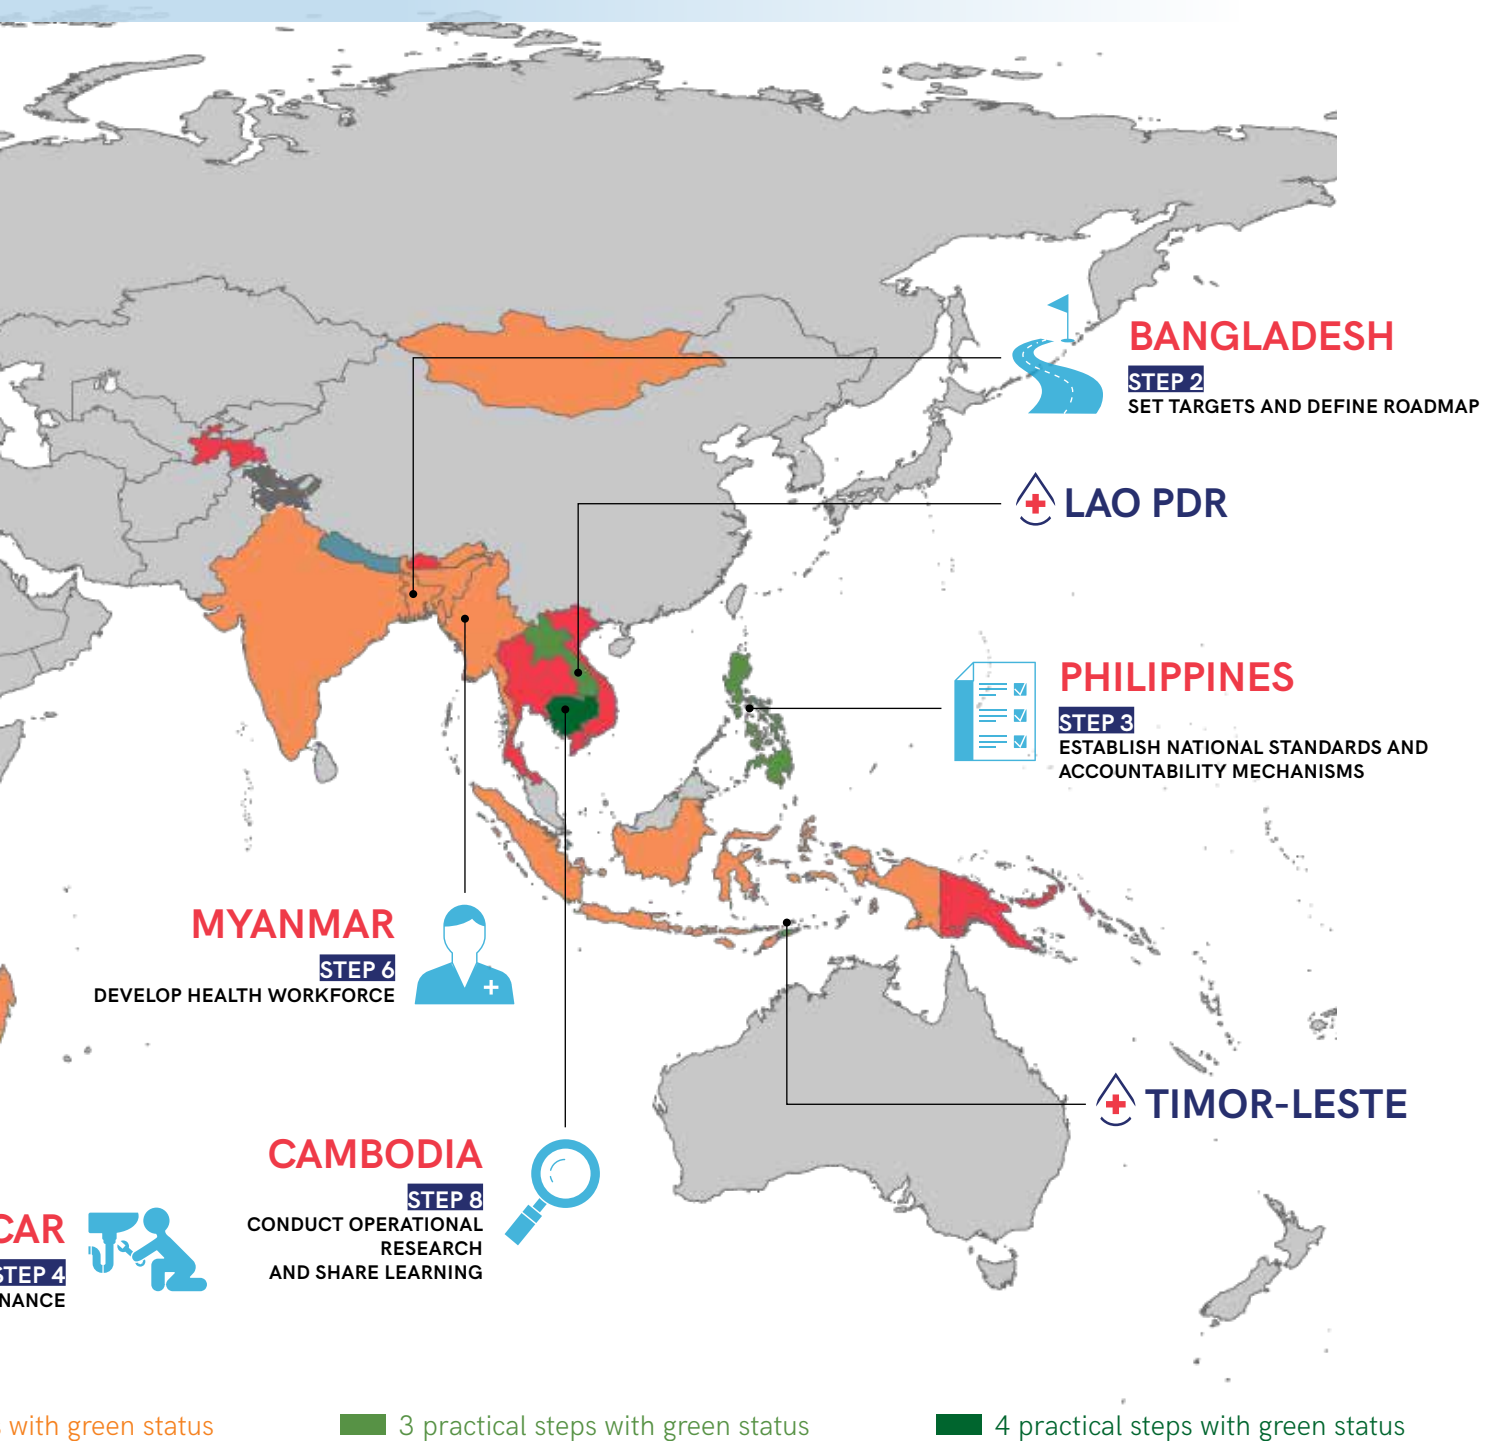 BANGLADESH
STEP 2
SET TARGETS AND DEFINE ROADMAP
LAO PDR
PHILIPPINES
STEP 3
ESTABLISH NATIONAL STANDARDS AND
ACCOUNTABILITY MECHANISMS
MYANMAR
STEP 6
DEVELOP HEALTH WORKFORCE
TIMOR-LESTE
CAMBODIA
STEP 8
CONDUCT OPERATIONAL
RESEARCH
AND SHARE LEARNING
CAR
STEP 4
NANCE
with green status
3 practical steps with green status
4 practical steps with green status